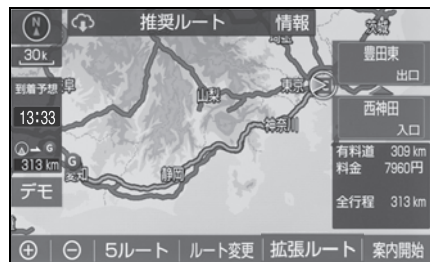 N
推奨ルート 情報
茨城
30k
豊田東
出口
到着予想
東京
山梨
13:33
西神田
入口
神奈川
G
313 km
G
静岡
有料道 309 km
料金 7960円
デモ
全行程 313 km
5ルート ルート変更 拡張ルート 案内開始